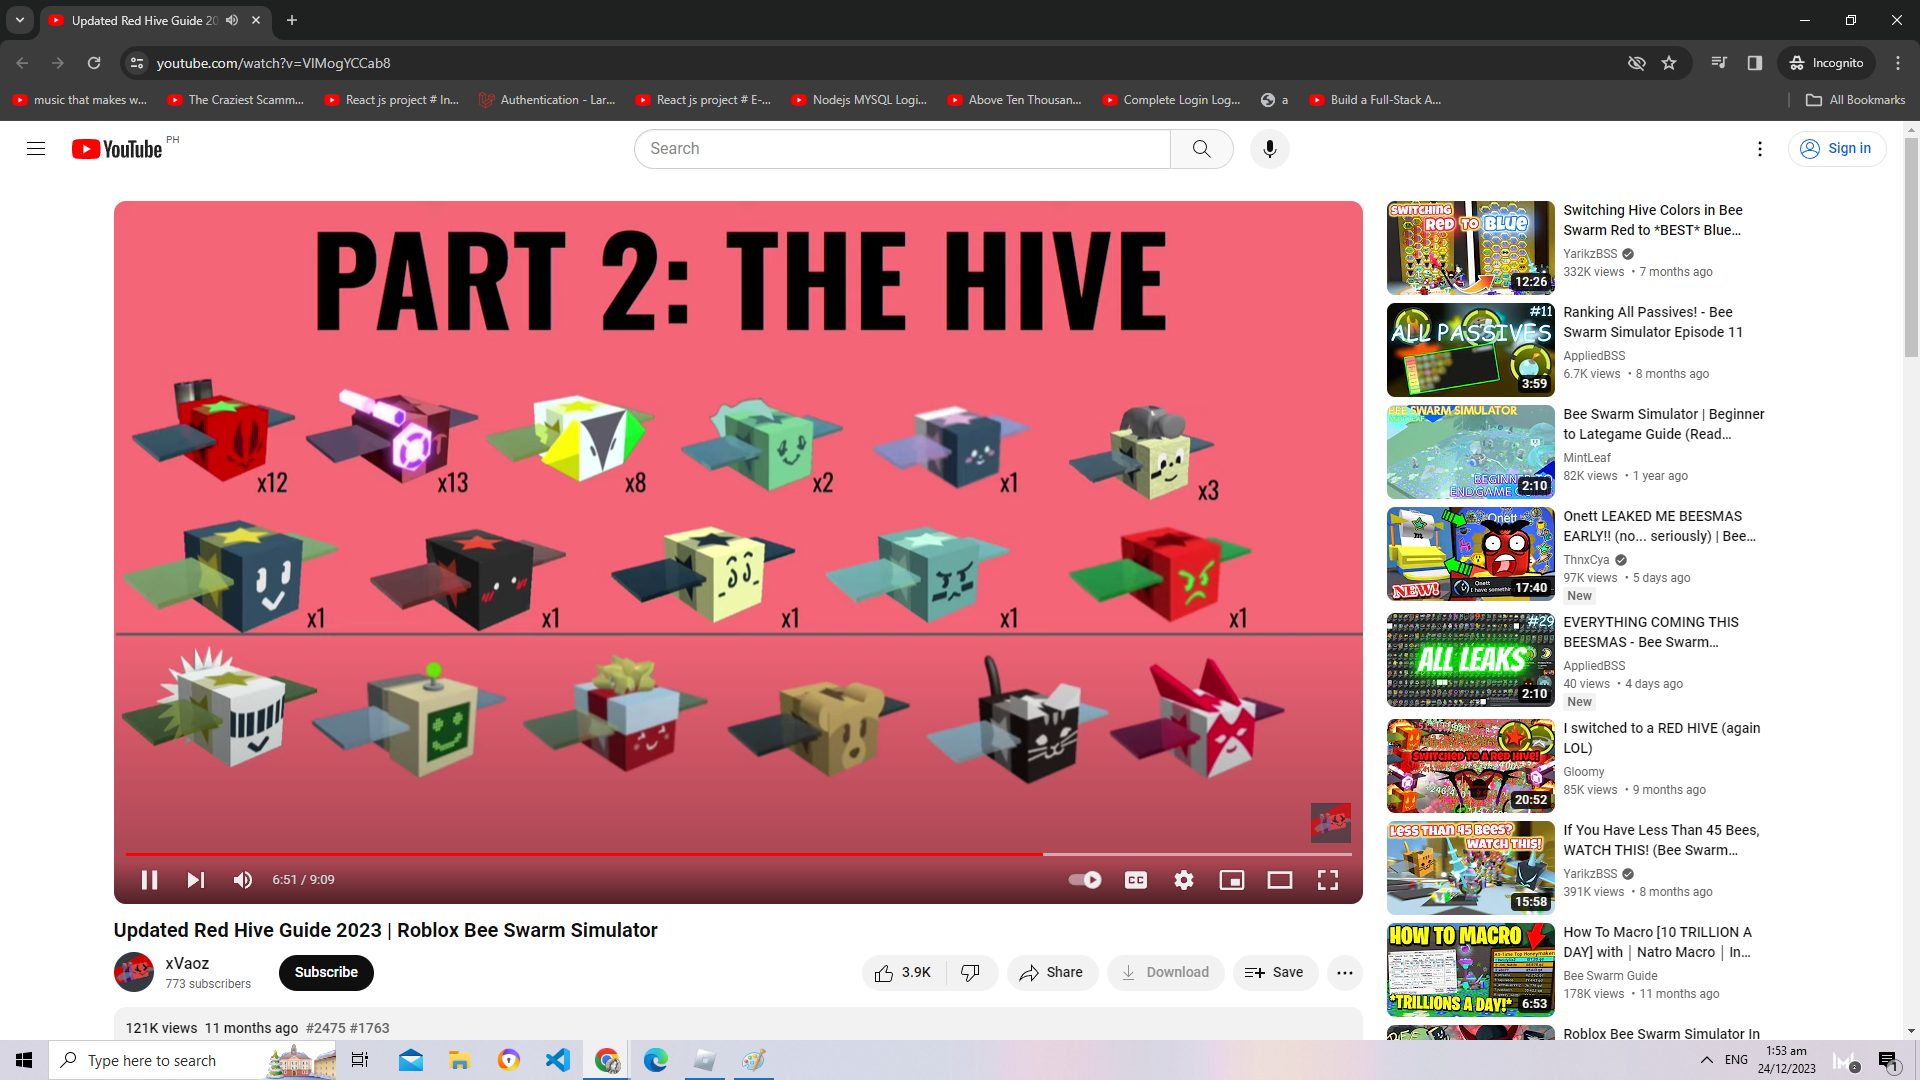 Updated Red Hive Guide 20
youtube.com/watch?v=VIMogYCCab8
Incognito
music that makes w...
The Craziest Scamm...
React js project # In...
Authentication - Lar...
React js project # E-...
Nodejs MYSQL Logi...
Above Ten Thousan...
Complete Login Log...
a
Build a Full-Stack A...
All Bookmarks
YouTube PH
Search
Sign in
PART 2: THE HIVE
x12
x13
x8
x2
x1
x3
x1
x1
x1
x1
x1
6:51 / 9:09
CC
Updated Red Hive Guide 2023 | Roblox Bee Swarm Simulator
xVaoz
773 subscribers
Subscribe
3.9K
Share
Download
Save
121K views 11 months ago #2475 #1763
SWITCHING
RED TO BLUE
12:26
Switching Hive Colors in Bee
Swarm Red to *BEST* Blue...
YarikzBSS
332K views • 7 months ago
#11
ALL PASSIVES
3:59
Ranking All Passives! - Bee
Swarm Simulator Episode 11
AppliedBSS
6.7K views • 8 months ago
BEE SWARM SIMULATOR
BEGINNER TO
ENDGAME
2:10
Bee Swarm Simulator | Beginner
to Lategame Guide (Read...
MintLeaf
82K views • 1 year ago
Onett
NEW!
Onett
I have somethin
17:40
Onett LEAKED ME BEESMAS
EARLY!! (no... seriously) | Bee...
ThnxCya
97K views • 5 days ago
New
#29
ALL LEAKS
2:10
EVERYTHING COMING THIS
BEESMAS - Bee Swarm...
AppliedBSS
40 views • 4 days ago
New
SWITCHED TO A RED HIVE!
20:52
I switched to a RED HIVE (again
LOL)
Gloomy
85K views • 9 months ago
LESS THAN 45 BEES?
WATCH THIS!
15:58
If You Have Less Than 45 Bees,
WATCH THIS! (Bee Swarm...
YarikzBSS
391K views • 8 months ago
HOW TO MACRO
*TRILLIONS A DAY!*
6:53
How To Macro [10 TRILLION A
DAY] with | Natro Macro | In...
Bee Swarm Guide
178K views • 11 months ago
Roblox Bee Swarm Simulator In
Type here to search
ENG
1:53 am
24/12/2023
2
1